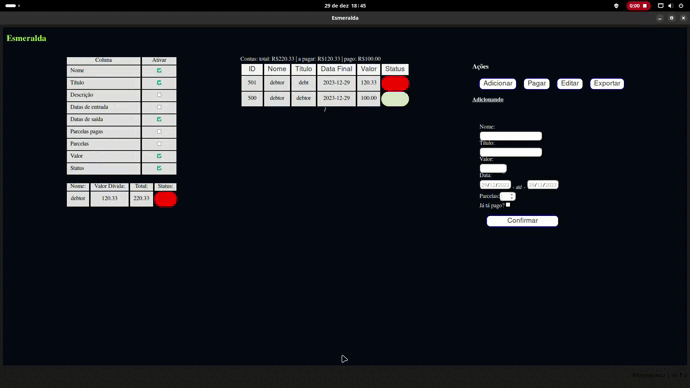 29 de dez 18:45
0:00
Esmeralda
Esmeralda
Coluna Ativar
Nome
Título
Descrição
Datas de entrada
Datas de saída
Parcelas pagas
Parcelas
Valor
Status
Nome: Valor Dívida: Total: Status:
debtor 120.33 220.33
Contas: total: R$220.33 | a pagar: R$120.33 | pago: R$100.00
ID Nome Título Data Final Valor Status
501 debtor debt 2023-12-29 120.33
500 debtor debtor 2023-12-29 100.00
/
Ações
Adicionar Pagar Editar Exportar
Adicionando
Nome:
Título:
Valor:
Data:
até -
Parcelas:
Já tá pago?
Confirmar